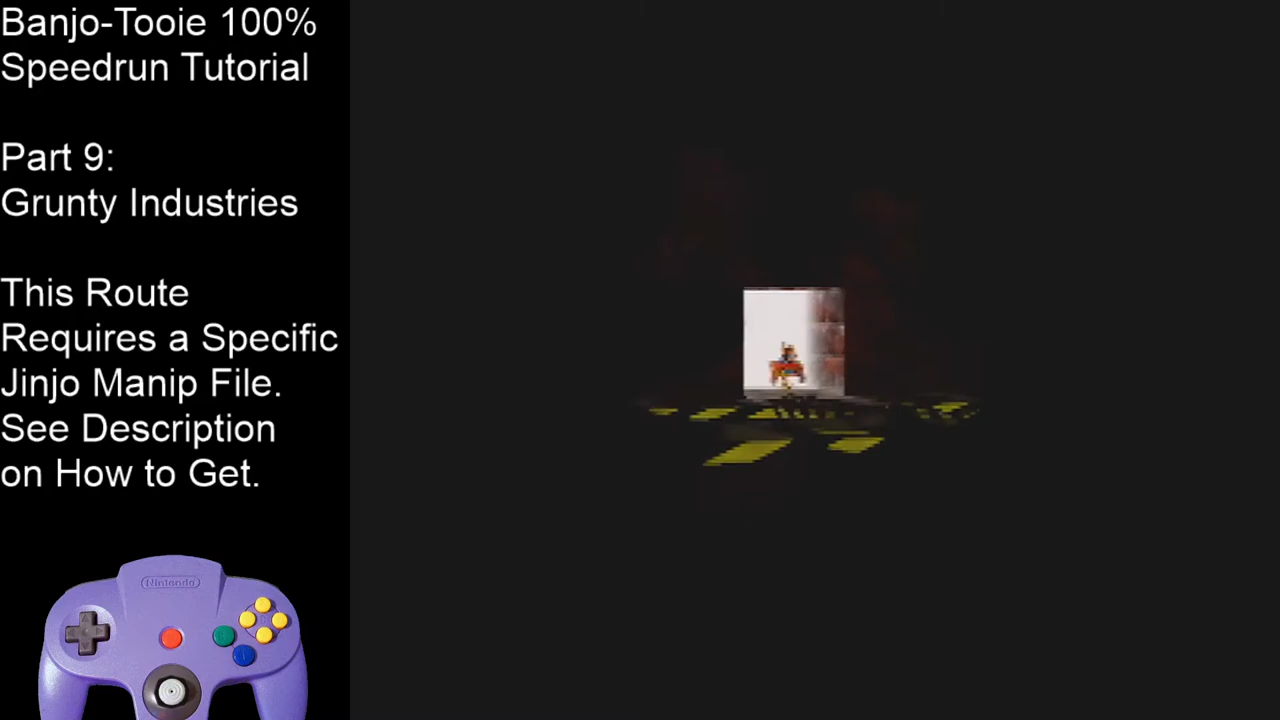 Banjo-Tooie 100%
Speedrun Tutorial
Part 9:
Grunty Industries
This Route
Requires a Specific
Jinjo Manip File.
See Description
on How to Get.
Nintendo